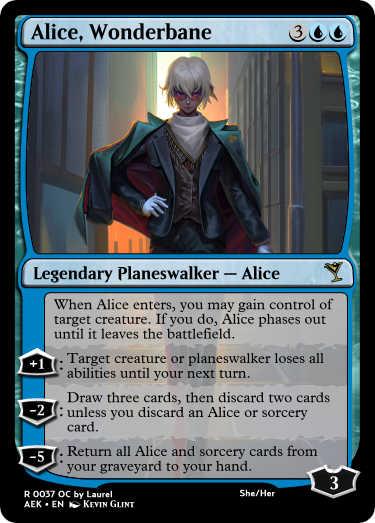 Alice, Wonderbane 3
Legendary Planeswalker — Alice
When Alice enters, you may gain control of
target creature. If you do, Alice phases out
until it leaves the battlefield.
+1: Target creature or planeswalker loses all
abilities until your next turn.
-2: Draw three cards, then discard two cards
unless you discard an Alice or sorcery
card.
-5: Return all Alice and sorcery cards from
your graveyard to your hand.
3
R 0037 OC by Laurel She/Her
AEK • EN Kevin Glint